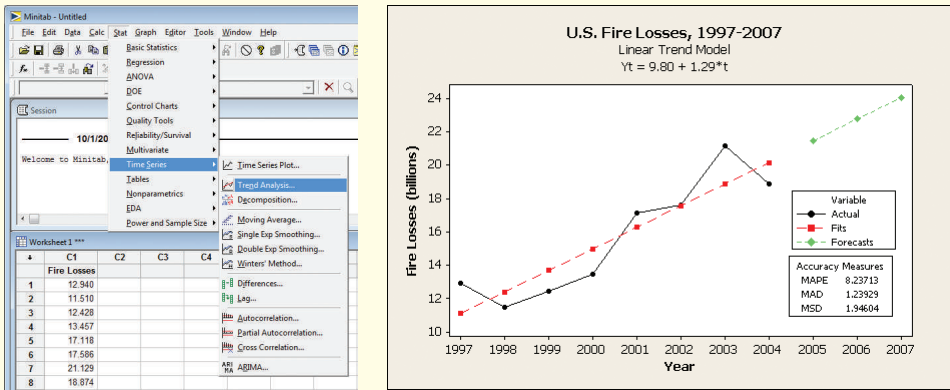 Minitab - Untitled
File Edit Data Calc Stat Graph Editor Tools Window Help
Basic Statistics
Regression
ANOVA
DOE
Control Charts
Quality Tools
Reliability/Survival
Multivariate
Time Series
Tables
Nonparametrics
EDA
Power and Sample Size
Time Series Plot...
Trend Analysis...
Decomposition...
Moving Average...
Single Exp Smoothing...
Double Exp Smoothing...
Winters' Method...
Differences...
Lag...
Autocorrelation...
Partial Autocorrelation...
Cross Correlation...
ARIMA...
Session
10/1/20
Welcome to Minitab,
Worksheet 1 ***
C1 C2 C3 C4
Fire Losses
1 12.940
2 11.510
3 12.428
4 13.457
5 17.118
6 17.586
7 21.129
8 18.874
U.S. Fire Losses, 1997-2007
Linear Trend Model
Yt = 9.80 + 1.29*t
Fire Losses (billions)
24
22
20
18
16
14
12
10
1997 1998 1999 2000 2001 2002 2003 2004 2005 2006 2007
Year
Variable
Actual
Fits
Forecasts
Accuracy Measures
MAPE 8.23713
MAD 1.23929
MSD 1.94604